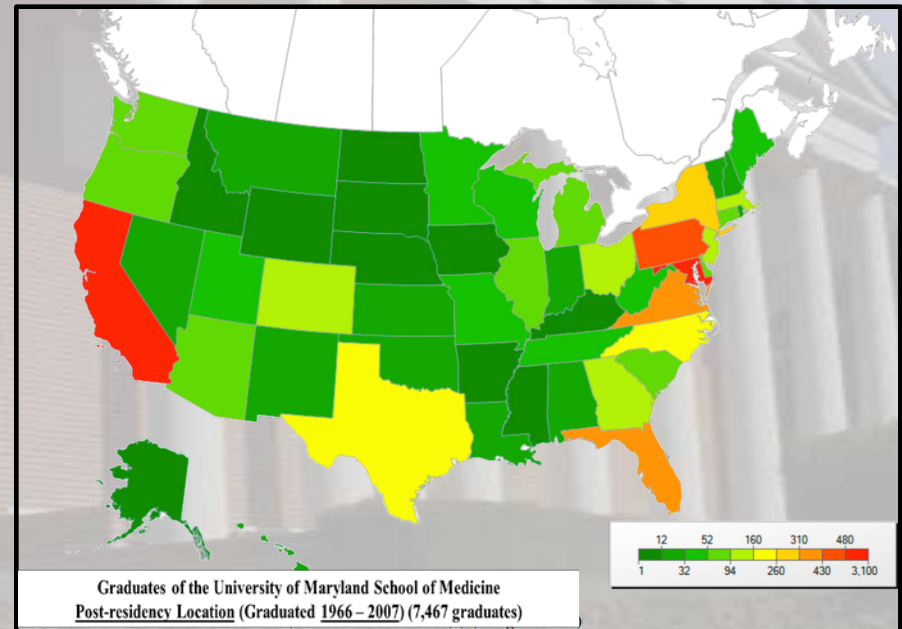 12 52 160 310 480
1 32 94 260 430 3,100
Graduates of the University of Maryland School of Medicine
Post-residency Location (Graduated 1966 – 2007) (7,467 graduates)